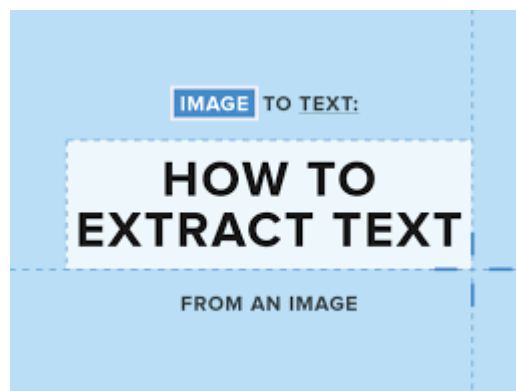 IMAGE TO TEXT:
HOW TO
EXTRACT TEXT
FROM AN IMAGE